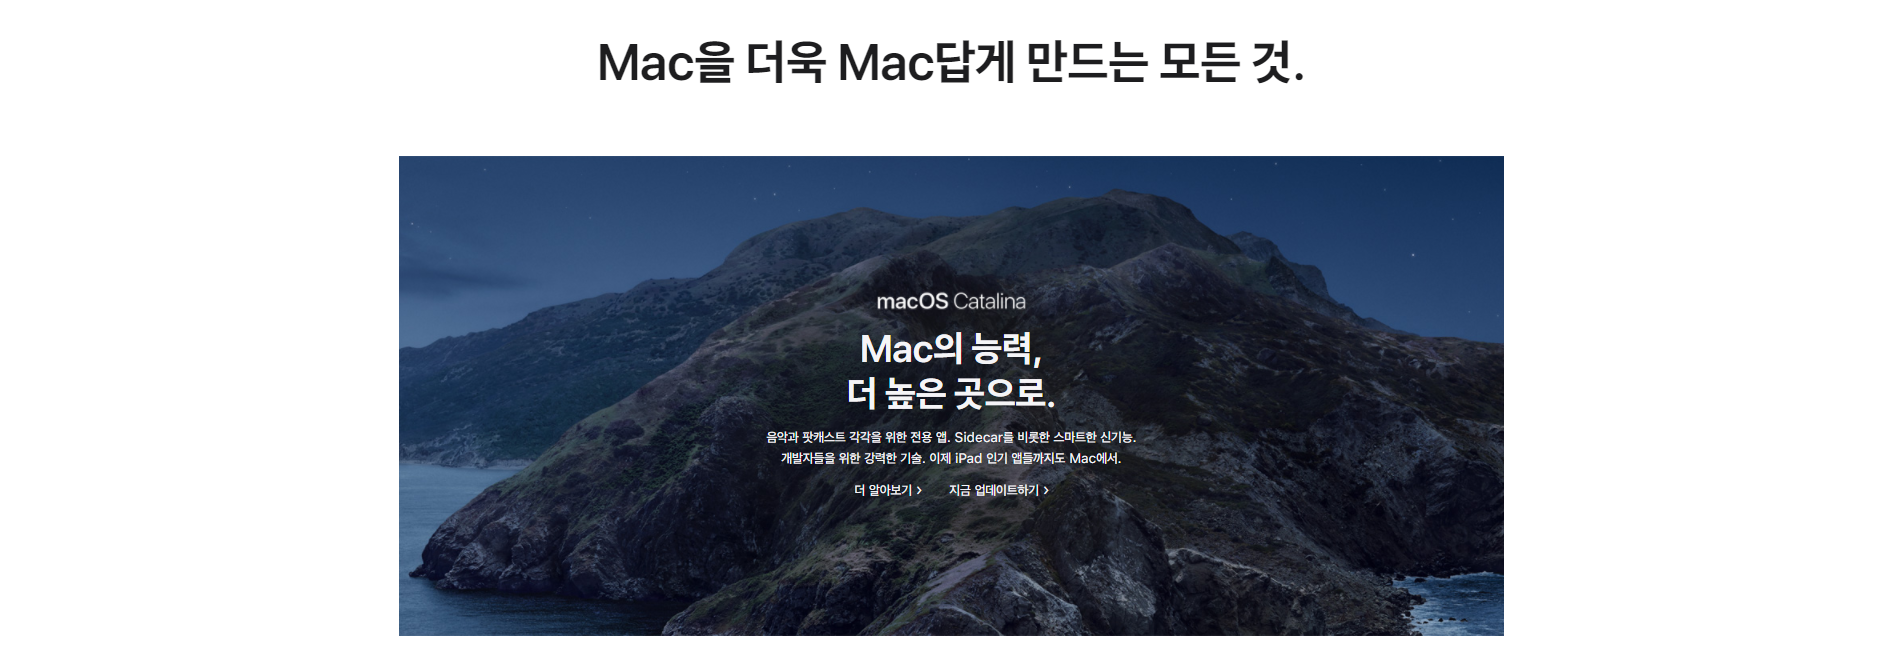 Mac을 더욱 Mac답게 만드는 모든 것.
macOS Catalina
Mac의 능력,
더 높은 곳으로.
음악과 팟캐스트 각각을 위한 전용 앱. Sidecar를 비롯한 스마트한 신기능.
개발자들을 위한 강력한 기술. 이제 iPad 인기 앱들까지도 Mac에서.
더 알아보기 > 지금 업데이트하기 >